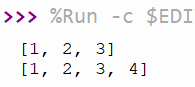 >>> %Run -c $EDI
[1, 2, 3]
[1, 2, 3, 4]